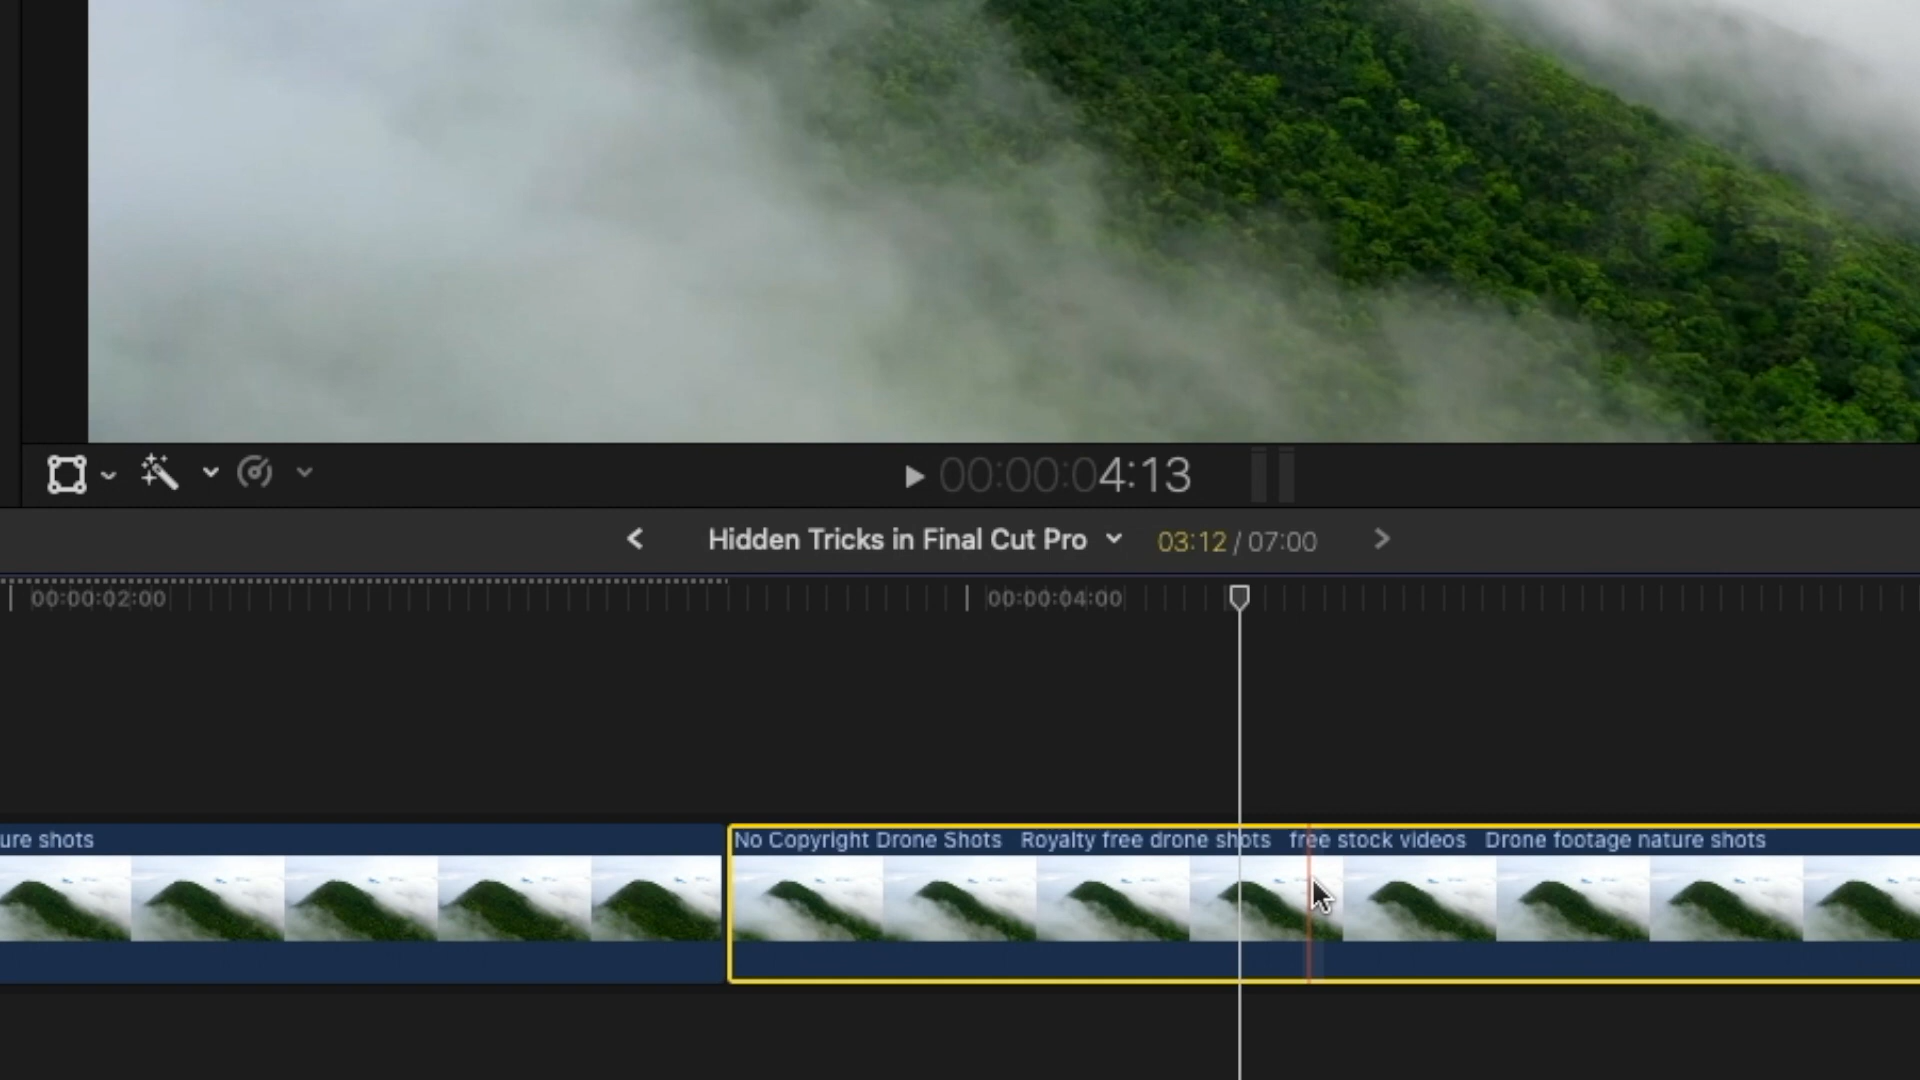 00:00:04:13
Hidden Tricks in Final Cut Pro 03:12 / 07:00
00:00:02:00 00:00:04:00
ure shots No Copyright Drone Shots Royalty free drone shots free stock videos Drone footage nature shots